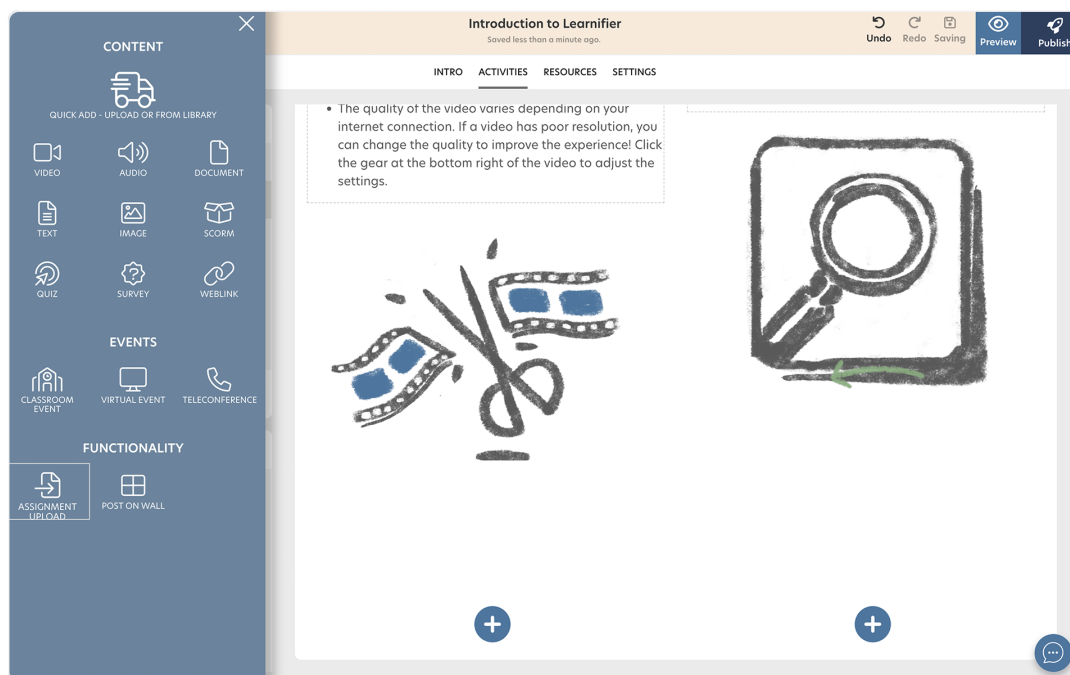 CONTENT
QUICK ADD - UPLOAD OR FROM LIBRARY
VIDEO
AUDIO
DOCUMENT
TEXT
IMAGE
SCORM
QUIZ
SURVEY
WEBLINK
EVENTS
CLASSROOM
EVENT
VIRTUAL EVENT
TELECONFERENCE
FUNCTIONALITY
ASSIGNMENT
UPLOAD
POST ON WALL
Introduction to Learnifier
Saved less than a minute ago.
Undo
Redo
Saving
Preview
Publish
INTRO
ACTIVITIES
RESOURCES
SETTINGS
• The quality of the video varies depending on your
internet connection. If a video has poor resolution, you
can change the quality to improve the experience! Click
the gear at the bottom right of the video to adjust the
settings.